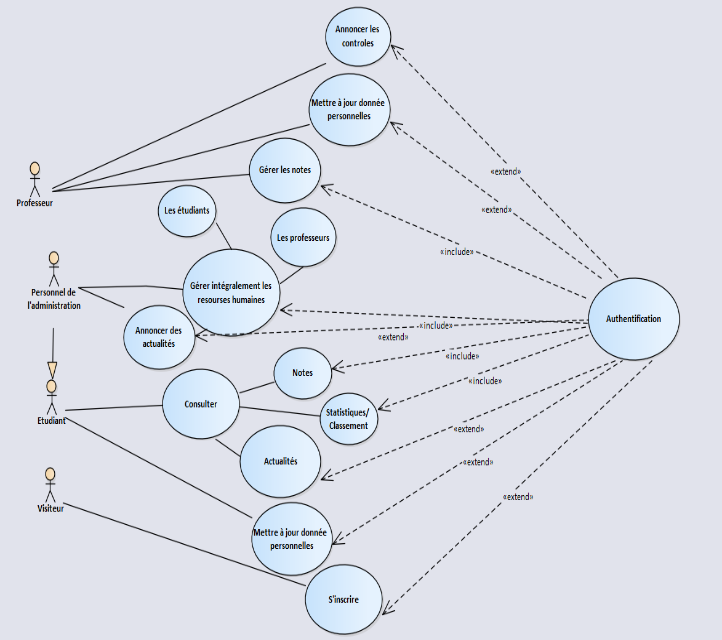 Annoncer les
controles
Mettre à jour donnée
personnelles
Gérer les notes
«extend»
Professeur
Les étudiants
«extend»
Les professeurs
«include»
Personnel de
l'administration
Gérer intégralement les
resourses humaines
Authentification
Annoncer des
actualités
«include»
«extend»
«include»
Notes
«include»
Consulter
Statistiques/
Classement
Etudiant
«extend»
Actualités
«extend»
Visiteur
«extend»
Mettre à jour donnée
personnelles
S'inscrire